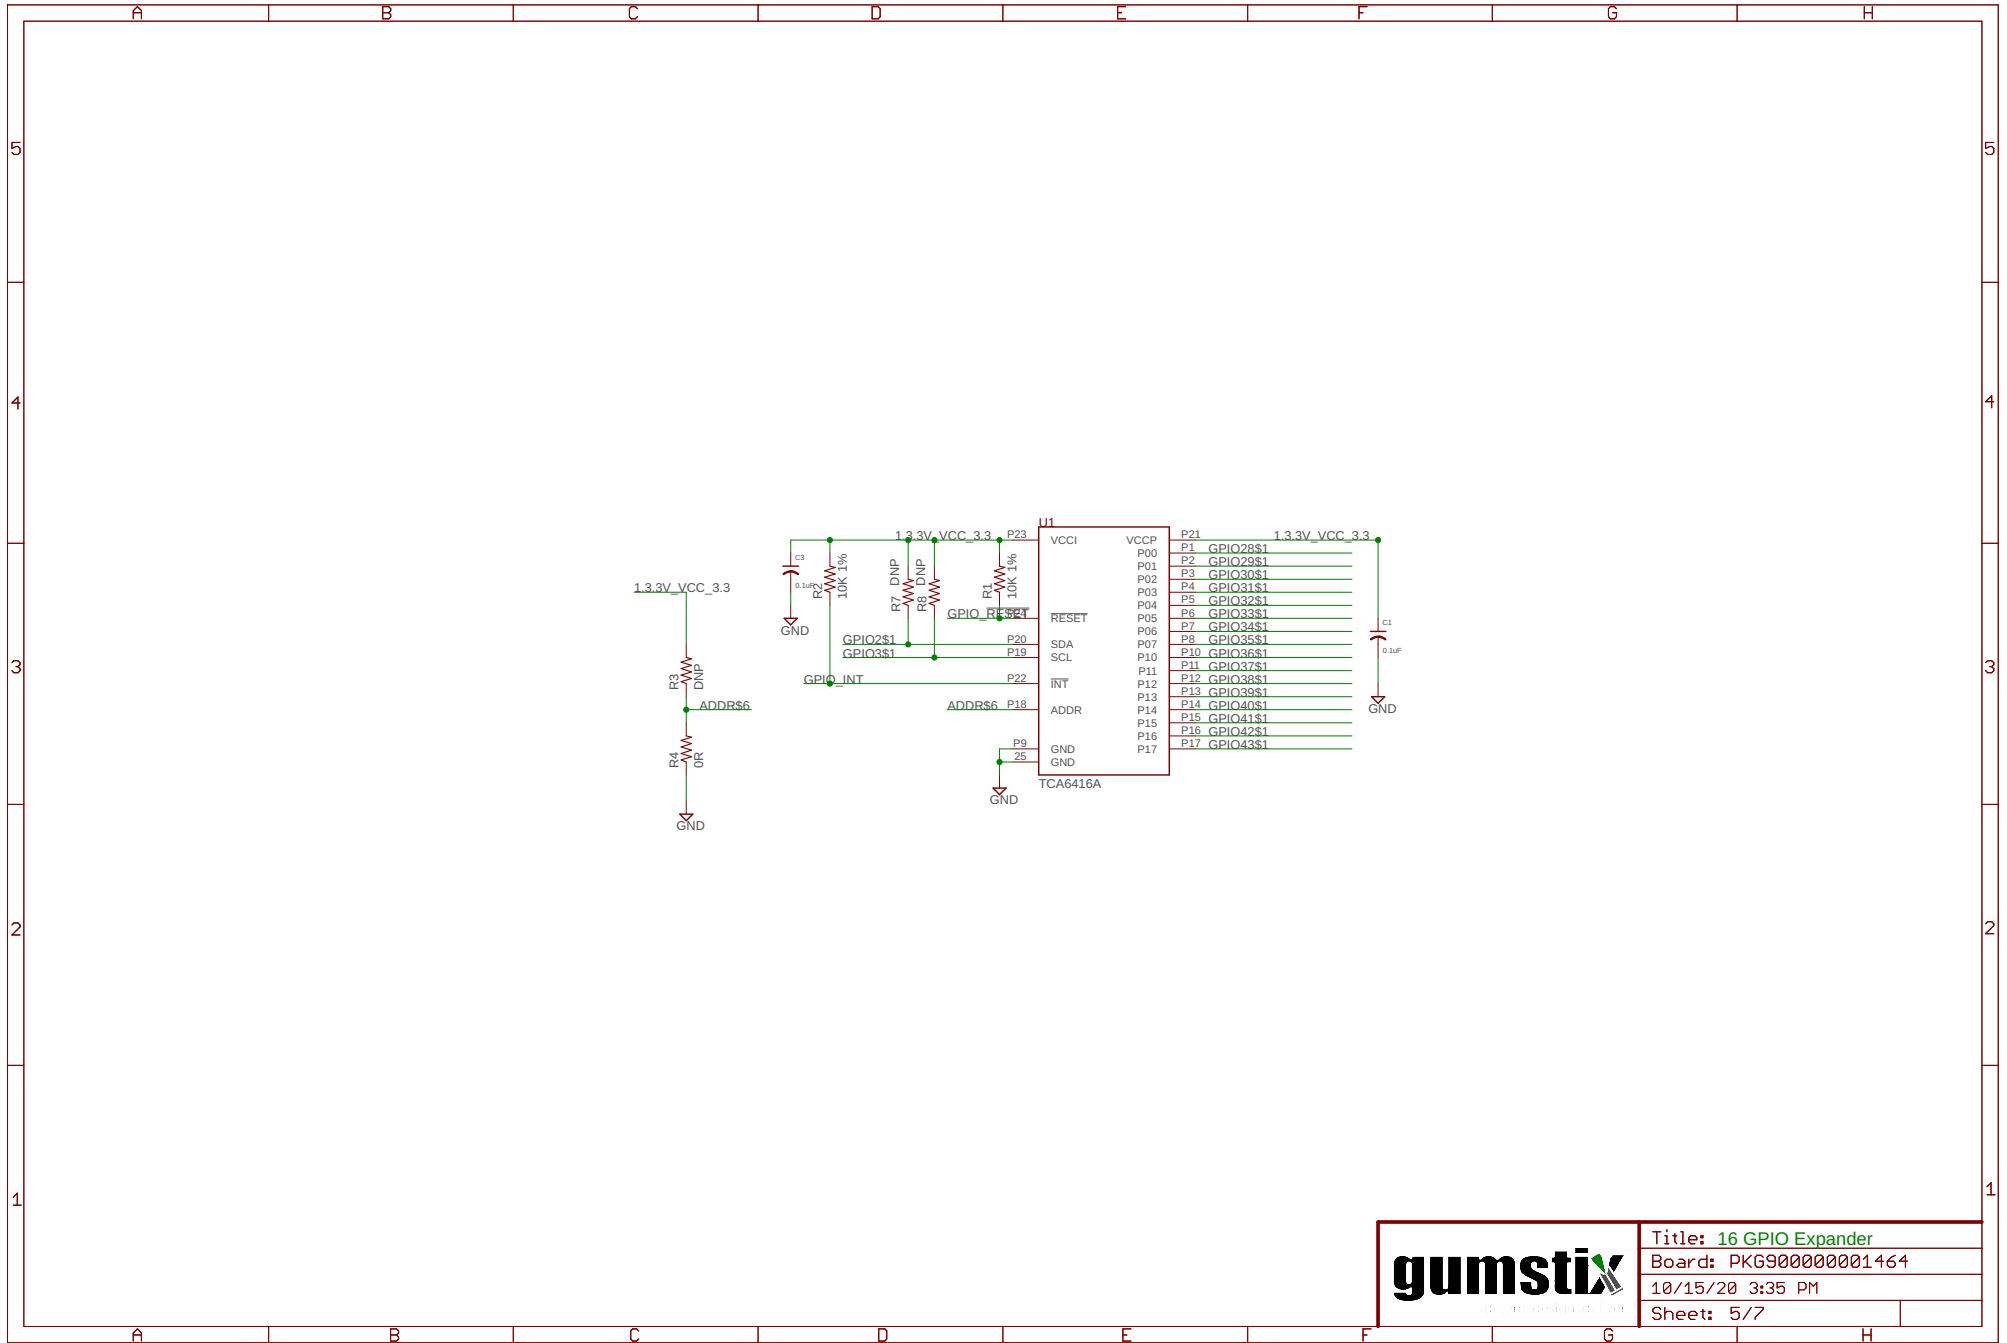 A B C D E F G H
5 5
4 4
3 3
2 2
1 1
1.3.3V_VCC_3.3
R3
DNP
ADDR$6
R4
0R
GND
C3
0.1uF
GND
R2
10K 1%
1.3.3V_VCC_3.3
R7
DNP
R8
DNP
R1
10K 1%
GPIO_RESET
P24
GPIO2$1
GPIO3$1
GPIO_INT
ADDR$6
GND
U1
P23 VCCI
RESET
P20 SDA
P19 SCL
P22 INT
P18 ADDR
P9 GND
25 GND
TCA6416A
VCCP P21 1.3.3V_VCC_3.3
P00 P1 GPIO28$1
P01 P2 GPIO29$1
P02 P3 GPIO30$1
P03 P4 GPIO31$1
P04 P5 GPIO32$1
P05 P6 GPIO33$1
P06 P7 GPIO34$1
P07 P8 GPIO35$1
P10 P10 GPIO36$1
P11 P11 GPIO37$1
P12 P12 GPIO38$1
P13 P13 GPIO39$1
P14 P14 GPIO40$1
P15 P15 GPIO41$1
P16 P16 GPIO42$1
P17 P17 GPIO43$1
C1
0.1uF
GND
gumstix
Title: 16 GPIO Expander
Board: PKG900000001464
10/15/20 3:35 PM
Sheet: 5/7
A B C D E F G H